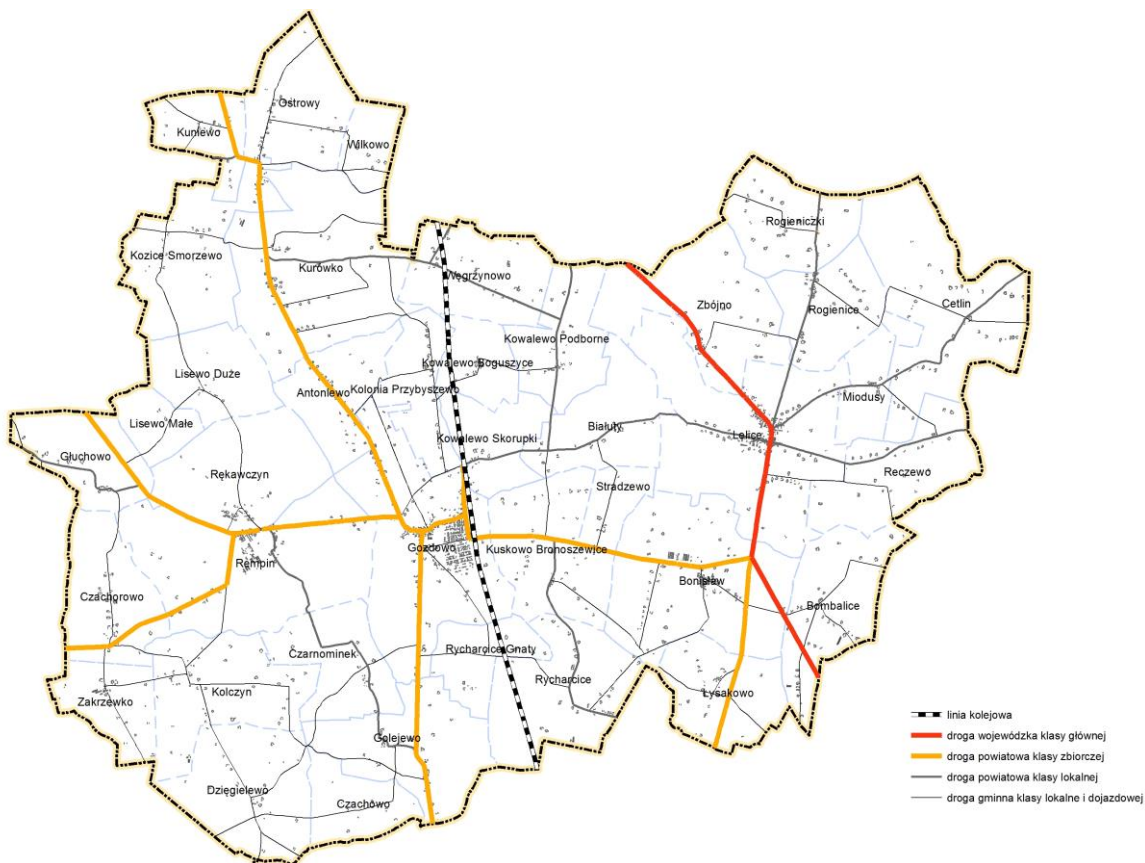 Ostrowy
Kuniewo
Wilkowo
Rogieniczki
Kozice Smorzewo
Kurówko
Węgrzynowo
Zbójno
Rogienice
Cetlin
Kowalewo Podborne
Kowalewo Boguszyce
Lisewo Duże
Antoniewo
Kolonia Przybyszewo
Miodusy
Lisewo Małe
Białuty
Lelice
Kowalewo Skorupki
Głuchowo
Rękawczyn
Reczewo
Stradzewo
Gozdowo
Kuskowo Bronoszewice
Rempin
Bonisław
Czachorowo
Bombalice
Czarnominek
Rycharcice Gnaty
Rycharcice
Kolczyn
Łysakowo
Zakrzewko
Golejewo
Dzięgielewo
Czachowo
linia kolejowa
droga wojewódzka klasy głównej
droga powiatowa klasy zbiorczej
droga powiatowa klasy lokalnej
droga gminna klasy lokalne i dojazdowej